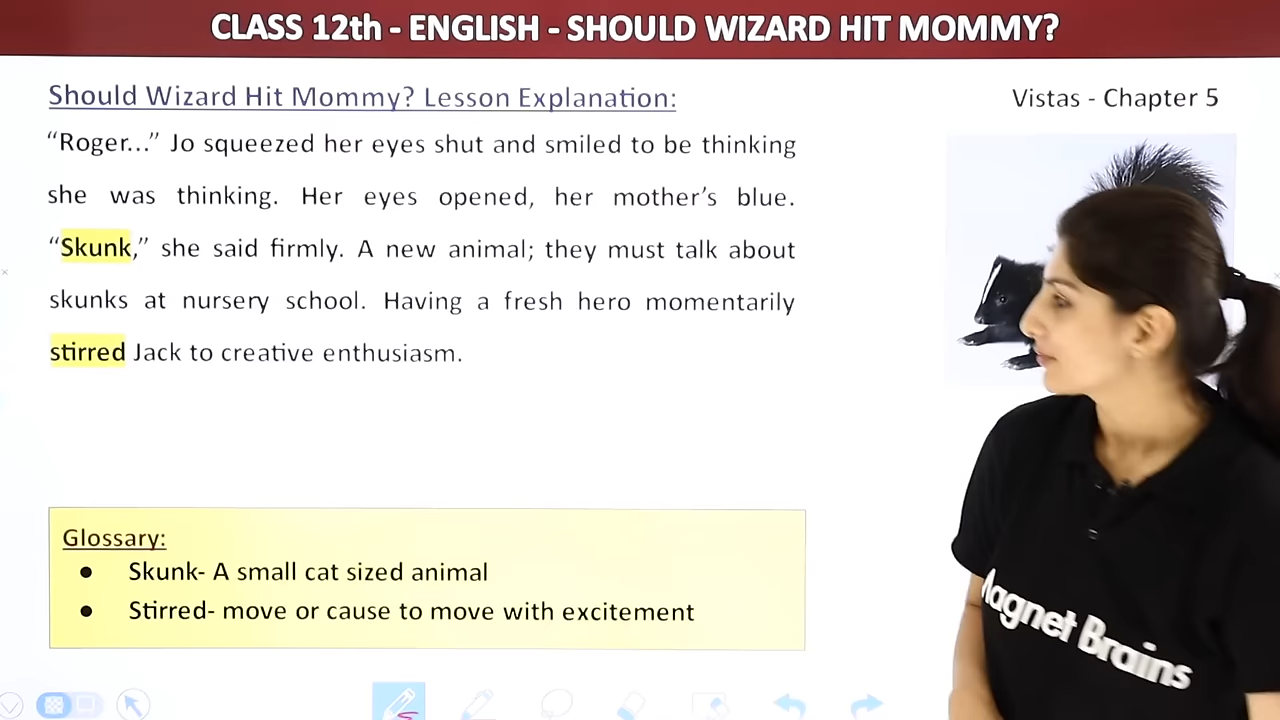 CLASS 12th - ENGLISH - SHOULD WIZARD HIT MOMMY?
Should Wizard Hit Mommy? Lesson Explanation:
Vistas - Chapter 5
“Roger...” Jo squeezed her eyes shut and smiled to be thinking
she was thinking. Her eyes opened, her mother’s blue.
“Skunk,” she said firmly. A new animal; they must talk about
skunks at nursery school. Having a fresh hero momentarily
stirred Jack to creative enthusiasm.
Glossary:
● Skunk- A small cat sized animal
● Stirred- move or cause to move with excitement
Magnet Brains